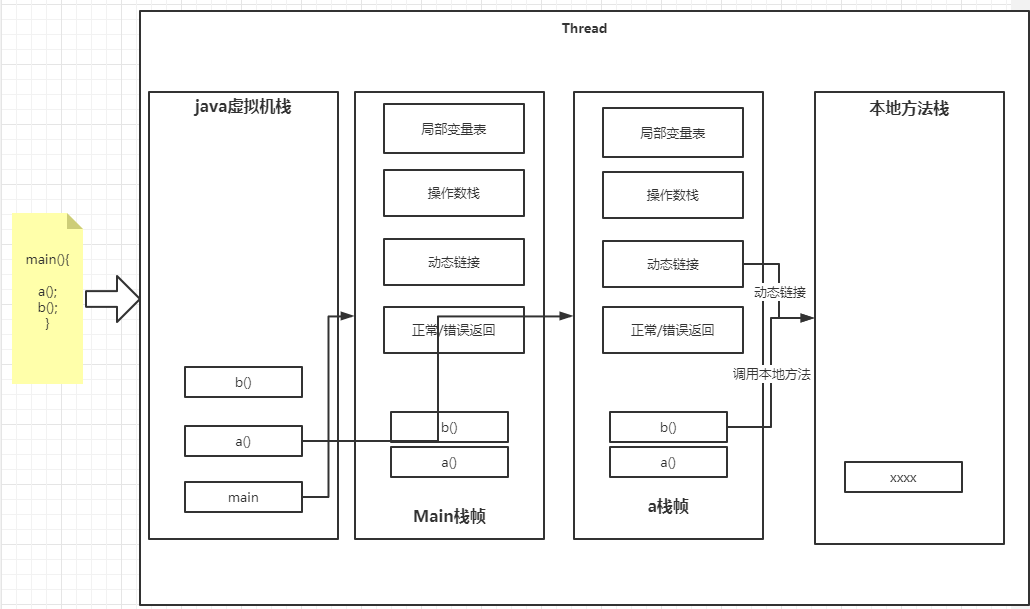 Thread
main(){
a();
b();
}
java虚拟机栈
b()
a()
main
局部变量表
操作数栈
动态链接
正常/错误返回
b()
a()
Main栈帧
局部变量表
操作数栈
动态链接
正常/错误返回
b()
a()
a栈帧
动态链接
调用本地方法
本地方法栈
xxxx